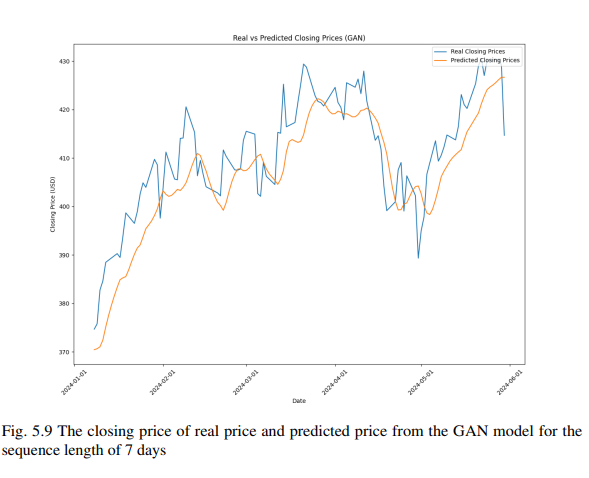 Real vs Predicted Closing Prices (GAN)
Real Closing Prices
Predicted Closing Prices
430
420
410
400
390
380
370
Closing Price (USD)
2024-01-01
2024-02-01
2024-03-01
2024-04-01
2024-05-01
2024-06-01
Date
Fig. 5.9 The closing price of real price and predicted price from the GAN model for the
sequence length of 7 days